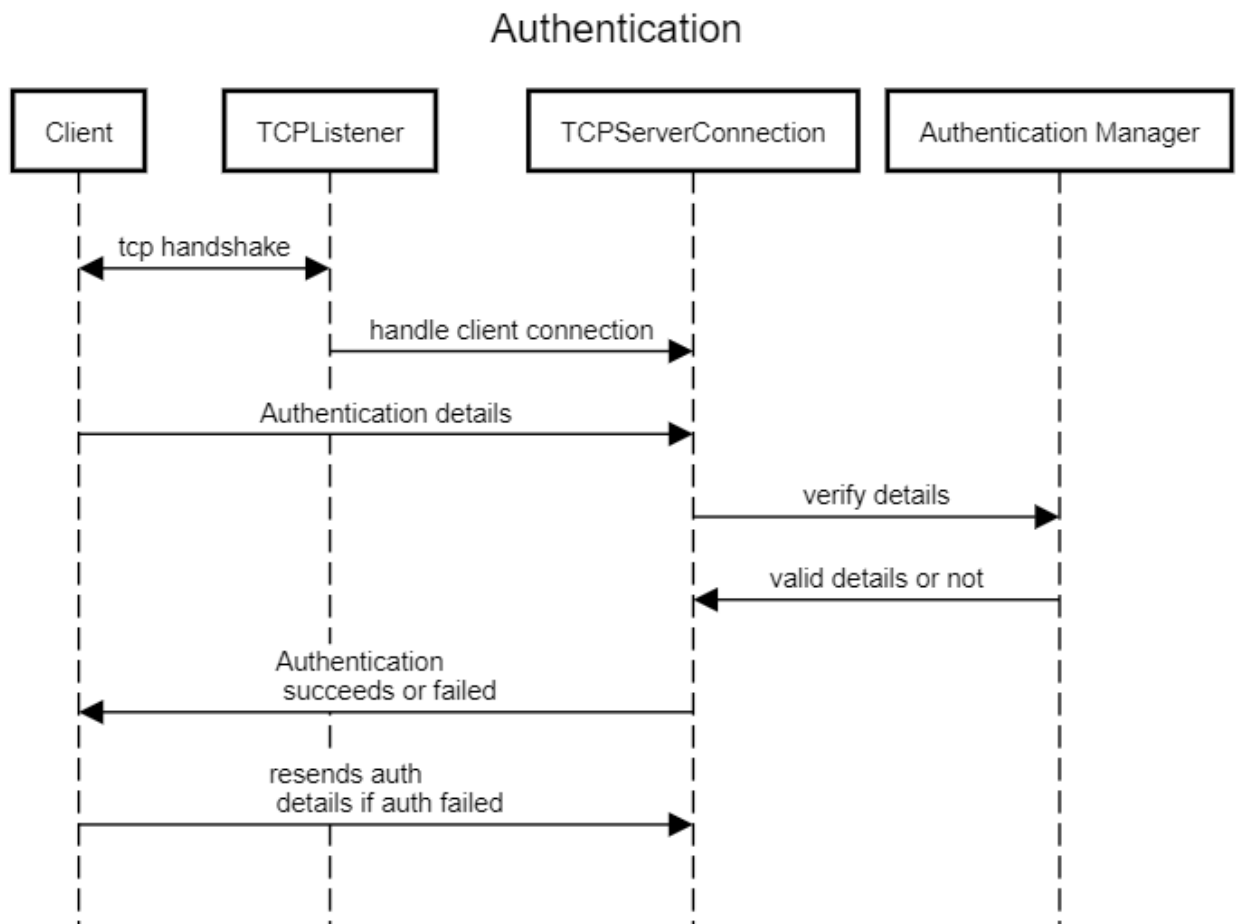 Authentication
Client
TCPListener
TCPServerConnection
Authentication Manager
tcp handshake
handle client connection
Authentication details
verify details
valid details or not
Authentication
succeeds or failed
resends auth
details if auth failed